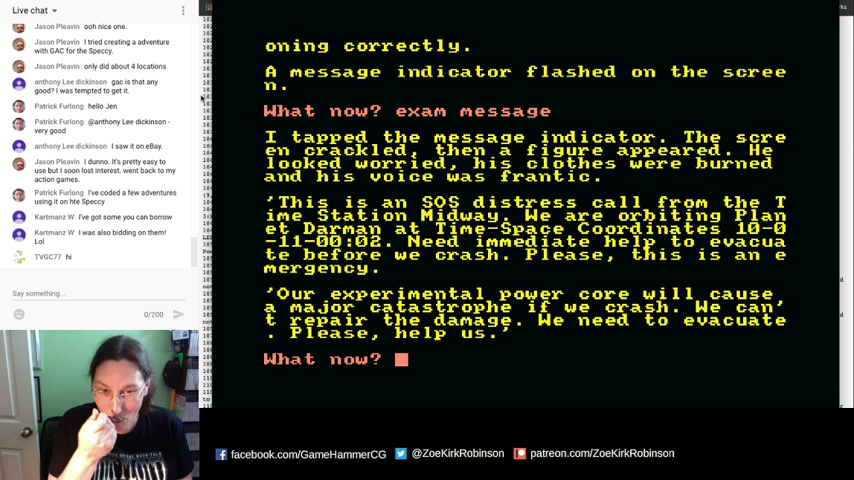 Live chat
Jason Pleavin ooh nice one.
Jason Pleavin I tried creating a adventure
with GAC for the Speccy.
Jason Pleavin only did about 4 locations
anthony Lee dickinson gac is that any
good? I was tempted to get it.
Patrick Furlong hello Jen
Patrick Furlong @anthony Lee dickinson -
very good
anthony Lee dickinson I saw it on eBay.
Jason Pleavin I dunno. It's pretty easy to
use but I soon lost interest. went back to my
action games.
Patrick Furlong I've coded a few adventures
using it on hte Speccy
Kartmanz W I've got some you can borrow
Kartmanz W I was also bidding on them!
Lol
TVGC77 hi
Say something...
0/200
oning correctly.
A message indicator flashed on the scree
n.
What now? exam message
I tapped the message indicator. The scre
en crackled, then a figure appeared. He
looked worried, his clothes were burned
and his voice was frantic.
'This is an SOS distress call from the T
ime Station Midway. We are orbiting Plan
et Darman at Time-Space Coordinates 10-0
-11-00:02. Need immediate help to evacua
te before we crash. Please, this is an e
mergency.
'Our experimental power core will cause
a major catastrophe if we crash. We can'
t repair the damage. We need to evacuate
. Please, help us.'
What now?
facebook.com/GameHammerCG @ZoeKirkRobinson patreon.com/ZoeKirkRobinson